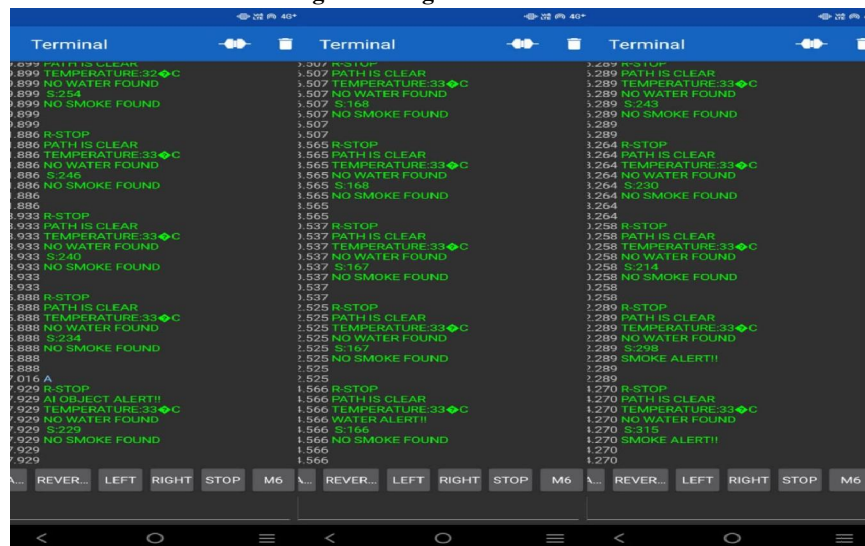 4G+
Terminal
.899 PATH IS CLEAR
.899 TEMPERATURE:32�C
.899 NO WATER FOUND
.899 S:254
.899 NO SMOKE FOUND
.899
.899
.886 R-STOP
.886 PATH IS CLEAR
.886 TEMPERATURE:33�C
.886 NO WATER FOUND
.886 S:246
.886 NO SMOKE FOUND
.886
.886
.933 R-STOP
.933 PATH IS CLEAR
.933 TEMPERATURE:33�C
.933 NO WATER FOUND
.933 S:240
.933 NO SMOKE FOUND
.933
.933
.888 R-STOP
.888 PATH IS CLEAR
.888 TEMPERATURE:33�C
.888 NO WATER FOUND
.888 S:234
.888 NO SMOKE FOUND
.888
.888
.016 A
.929 R-STOP
.929 AI OBJECT ALERT!!
.929 TEMPERATURE:33�C
.929 NO WATER FOUND
.929 S:229
.929 NO SMOKE FOUND
.929
.929
REVER... LEFT RIGHT STOP M6
4G+
Terminal
.507 R-STOP
.507 PATH IS CLEAR
.507 TEMPERATURE:33�C
.507 NO WATER FOUND
.507 S:168
.507 NO SMOKE FOUND
.507
.507
.565 R-STOP
.565 PATH IS CLEAR
.565 TEMPERATURE:33�C
.565 NO WATER FOUND
.565 S:168
.565 NO SMOKE FOUND
.565
.565
.537 R-STOP
.537 PATH IS CLEAR
.537 TEMPERATURE:33�C
.537 NO WATER FOUND
.537 S:167
.537 NO SMOKE FOUND
.537
.537
.525 R-STOP
.525 PATH IS CLEAR
.525 TEMPERATURE:33�C
.525 NO WATER FOUND
.525 S:167
.525 NO SMOKE FOUND
.525
.525
.566 R-STOP
.566 PATH IS CLEAR
.566 TEMPERATURE:33�C
.566 WATER ALERT!!
.566 S:166
.566 NO SMOKE FOUND
.566
.566
REVER... LEFT RIGHT STOP M6
Terminal
.289 R-STOP
.289 PATH IS CLEAR
.289 TEMPERATURE:33�C
.289 NO WATER FOUND
.289 S:243
.289 NO SMOKE FOUND
.289
.289
.264 R-STOP
.264 PATH IS CLEAR
.264 TEMPERATURE:33�C
.264 NO WATER FOUND
.264 S:230
.264 NO SMOKE FOUND
.264
.264
.258 R-STOP
.258 PATH IS CLEAR
.258 TEMPERATURE:33�C
.258 NO WATER FOUND
.258 S:214
.258 NO SMOKE FOUND
.258
.258
.289 R-STOP
.289 PATH IS CLEAR
.289 TEMPERATURE:33�C
.289 NO WATER FOUND
.289 S:298
.289 SMOKE ALERT!!
.289
.289
.270 R-STOP
.270 PATH IS CLEAR
.270 TEMPERATURE:33�C
.270 NO WATER FOUND
.270 S:315
.270 SMOKE ALERT!!
.270
.270
REVER... LEFT RIGHT STOP M6